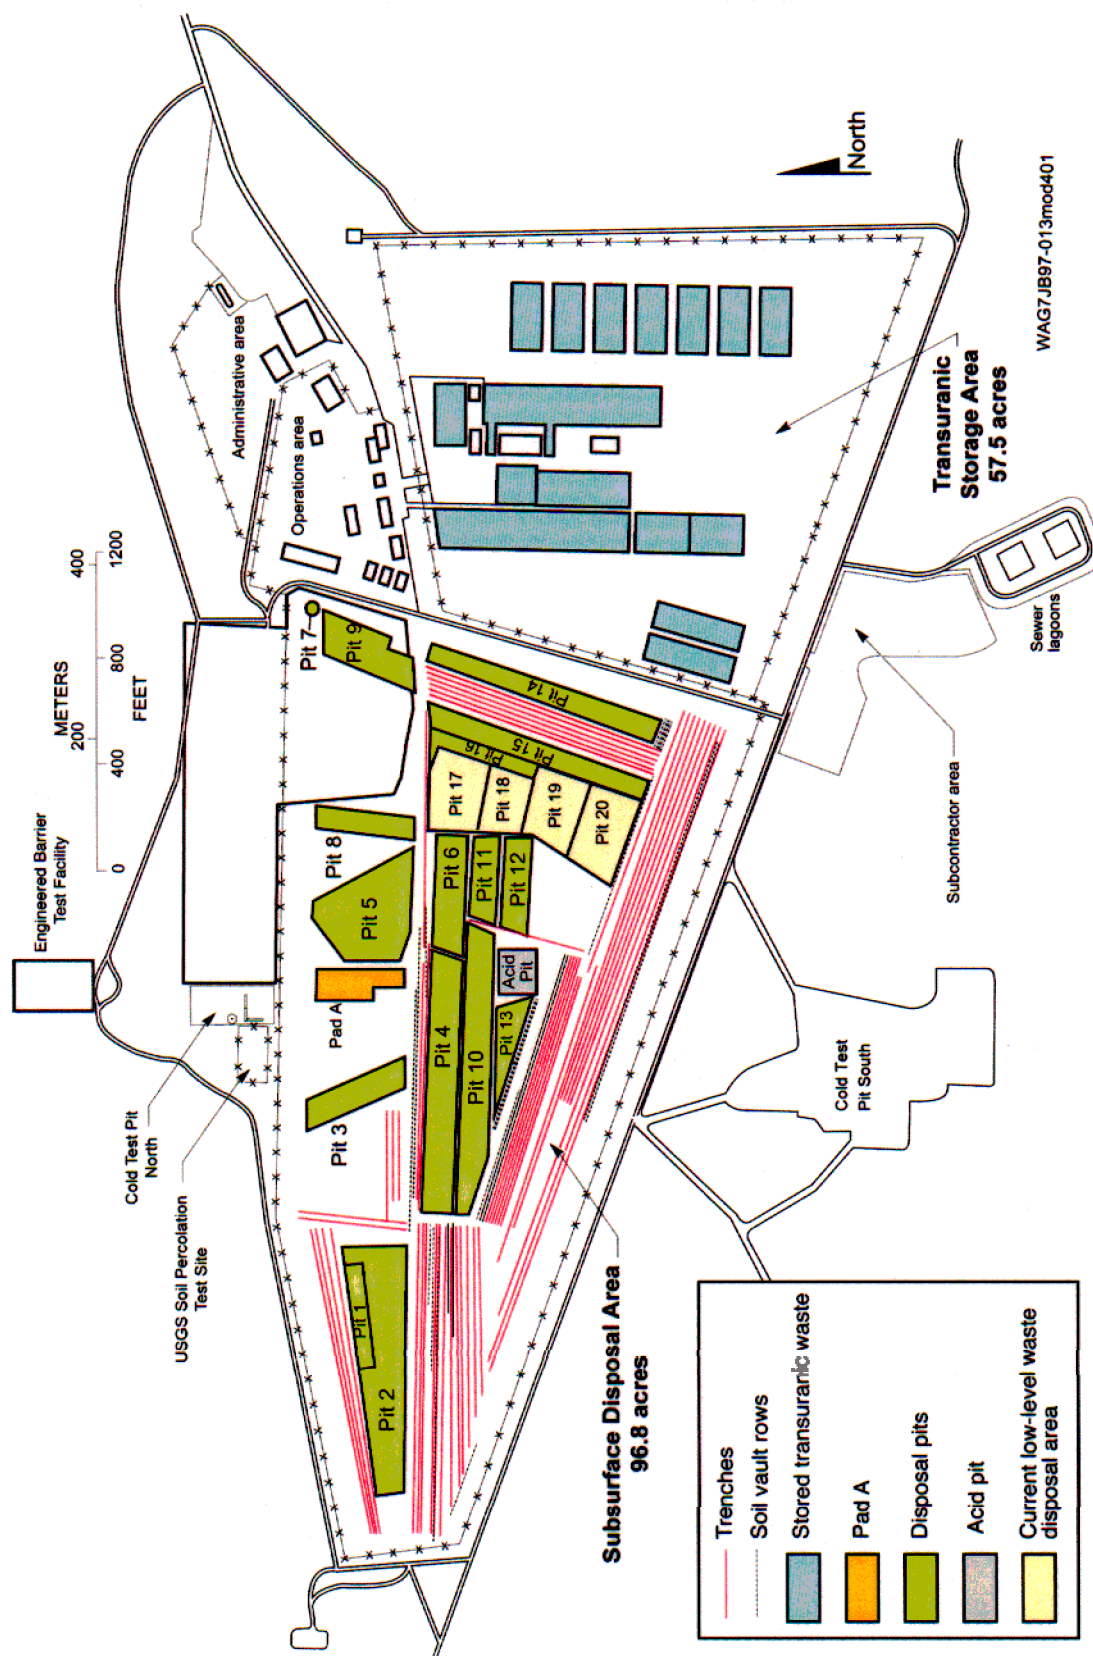 Engineered Barrier
Test Facility
METERS
0
200
400
FEET
400
800
1200
Cold Test Pit
North
USGS Soil Percolation
Test Site
Administrative area
Operations area
Pit 1
Pit 2
Pit 3
Pad A
Pit 5
Pit 8
Pit 7
Pit 9
Pit 4
Pit 10
Pit 6
Pit 11
Pit 12
Acid
Pit
Pit 13
Pit 17
Pit 18
Pit 19
Pit 20
Pit 16
Pit 15
Pit 14
Subsurface Disposal Area
96.8 acres
Transuranic
Storage Area
57.5 acres
Cold Test
Pit South
Subcontractor area
Sewer
lagoons
North
Trenches
Soil vault rows
Stored transuranic waste
Pad A
Disposal pits
Acid pit
Current low-level waste
disposal area
WAG7JB97-013mod401